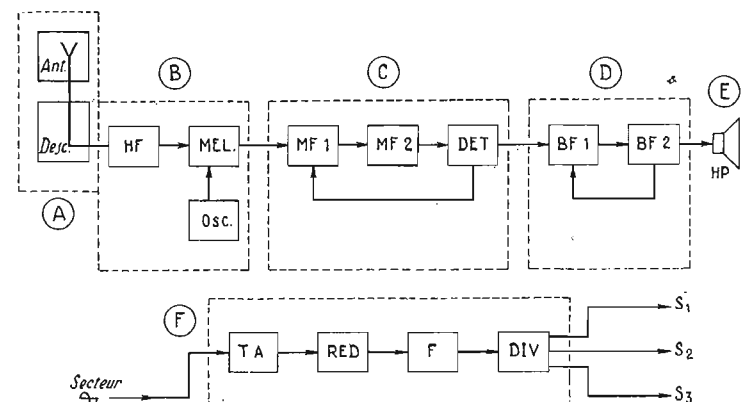 A
Ant.
Desc.
B
HF
MEL.
Osc.
C
MF 1
MF 2
DET
D
BF 1
BF 2
E
HP
F
Secteur
TA
RED
F
DIV
S1
S2
S3